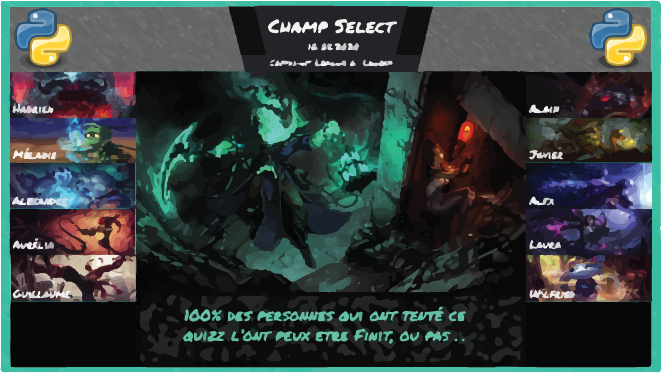 Champ Select
Hadrien
Mélanie
Alexandre
Aurélia
Guillaume
Alain
Javier
Alex
Laura
Wilfried
100% des personnes qui ont tenté ce
quizz l'ont peux etre Finit, ou pas ..